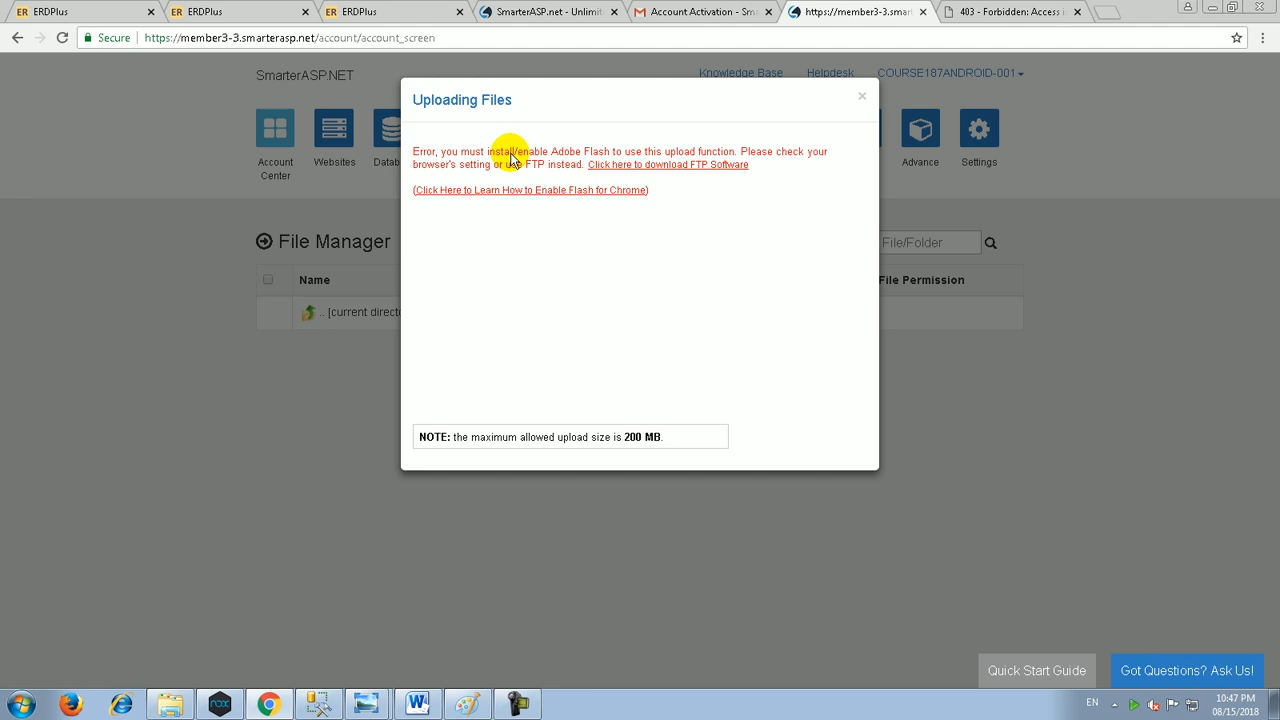 ERDPlus
ERDPlus
ERDPlus
SmarterASP.net - Unlimit
Account Activation - Sm
https://member3-3.smart
403 - Forbidden: Access i
Secure
https://member3-3.smarterasp.net/account/account_screen
SmarterASP.NET
Knowledge Base
Helpdesk
COURSE187ANDROID-001
Uploading Files
×
Error, you must install/enable Adobe Flash to use this upload function. Please check your
browser's setting or use FTP instead. Click here to download FTP Software
(Click Here to Learn How to Enable Flash for Chrome)
Account
Center
Websites
Datab
Advance
Settings
File Manager
File/Folder
Name
File Permission
.. [current direct
NOTE: the maximum allowed upload size is 200 MB.
Quick Start Guide
Got Questions? Ask Us!
nox
W
EN
10:47 PM
08/15/2018